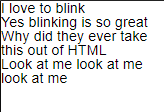 I love to blink
Yes blinking is so great
Why did they ever take
this out of HTML
Look at me look at me
look at me